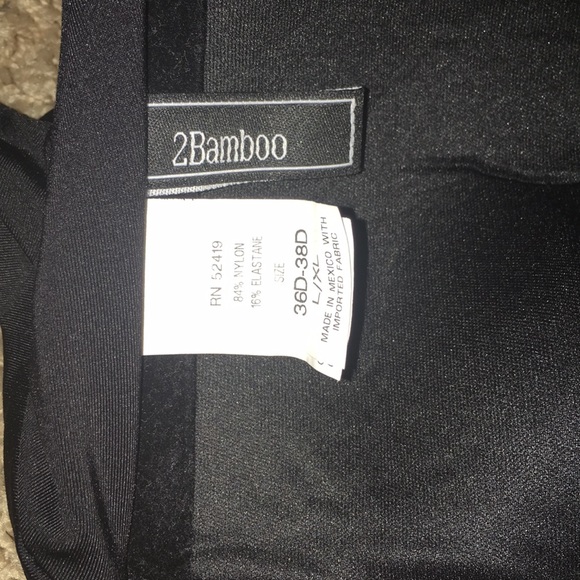 2Bamboo
RN 52419
84% NYLON
16% ELASTANE
SIZE
36D-38D
L/XL
MADE IN MEXICO WITH
IMPORTED FABRIC